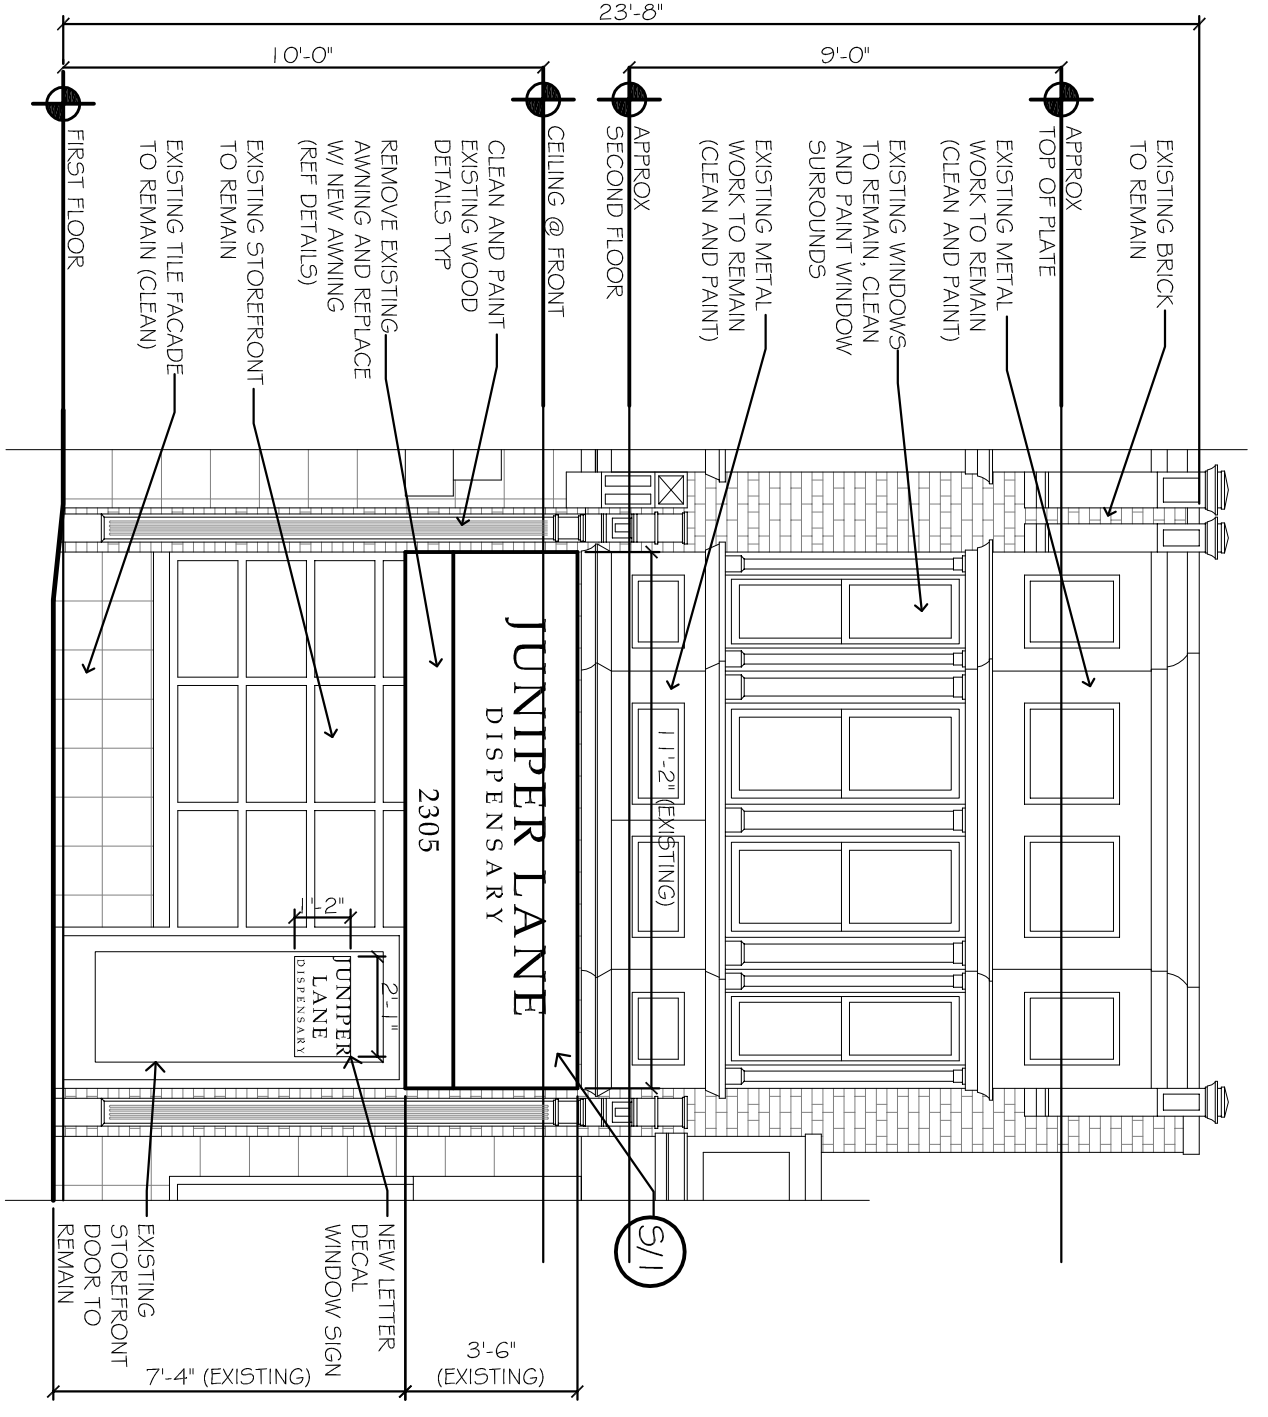 23'-8"
10'-0"
9'-0"
EXISTING BRICK
TO REMAIN
APPROX
TOP OF PLATE
EXISTING METAL
WORK TO REMAIN
(CLEAN AND PAINT)
EXISTING WINDOWS
TO REMAIN, CLEAN
AND PAINT WINDOW
SURROUNDS
EXISTING METAL
WORK TO REMAIN
(CLEAN AND PAINT)
APPROX
SECOND FLOOR
CEILING @ FRONT
CLEAN AND PAINT
EXISTING WOOD
DETAILS TYP
REMOVE EXISTING
AWNING AND REPLACE
W/ NEW AWNING
(REF DETAILS)
EXISTING STOREFRONT
TO REMAIN
EXISTING TILE FACADE
TO REMAIN (CLEAN)
FIRST FLOOR
11'-2" (EXISTING)
JUNIPER LANE
DISPENSARY
2305
2'-1"
1'-2"
JUNIPER
LANE
DISPENSARY
S/1
NEW LETTER
DECAL
WINDOW SIGN
EXISTING
STOREFRONT
DOOR TO
REMAIN
3'-6"
(EXISTING)
7'-4" (EXISTING)